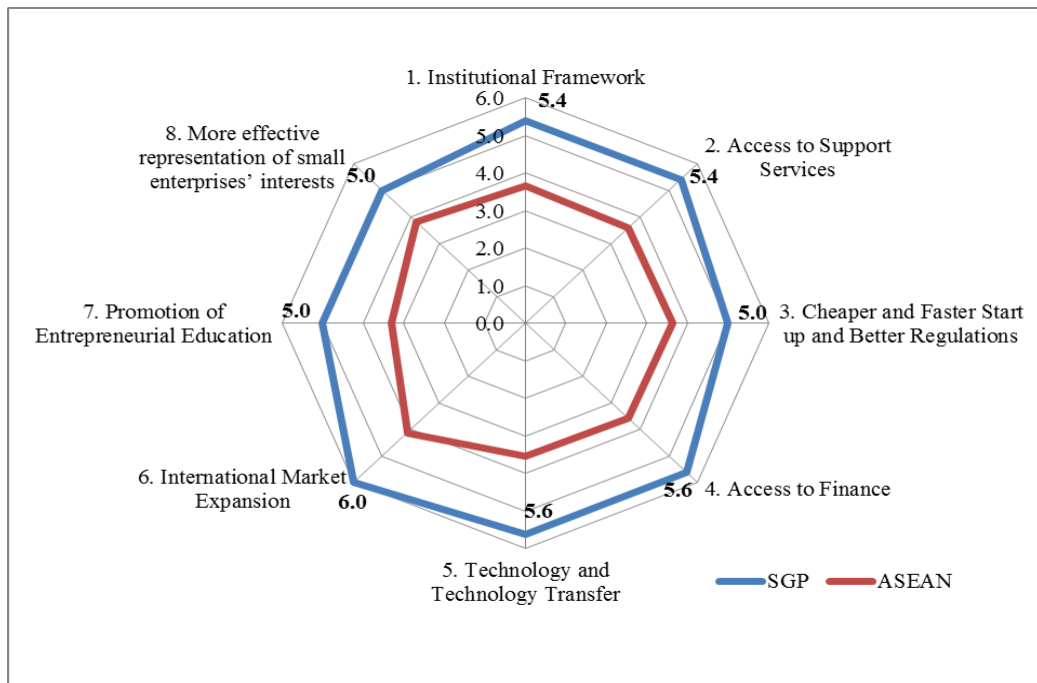 1. Institutional Framework
6.0
5.4
5.0
4.0
3.0
2.0
1.0
0.0
2. Access to Support
Services
5.4
3. Cheaper and Faster Start
up and Better Regulations
5.0
4. Access to Finance
5.6
5. Technology and
Technology Transfer
5.6
6. International Market
Expansion
6.0
7. Promotion of
Entrepreneurial Education
5.0
8. More effective
representation of small
enterprises’ interests
5.0
SGP
ASEAN